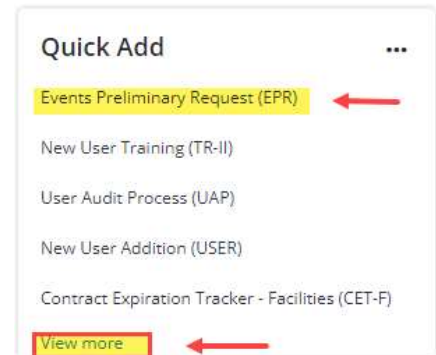 Quick Add ...
Events Preliminary Request (EPR)
New User Training (TR-II)
User Audit Process (UAP)
New User Addition (USER)
Contract Expiration Tracker - Facilities (CET-F)
View more